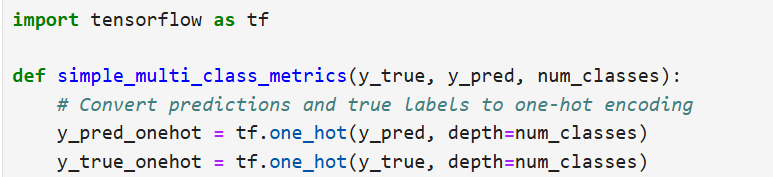 import tensorflow as tf
def simple_multi_class_metrics(y_true, y_pred, num_classes):
    # Convert predictions and true labels to one-hot encoding
    y_pred_onehot = tf.one_hot(y_pred, depth=num_classes)
    y_true_onehot = tf.one_hot(y_true, depth=num_classes)